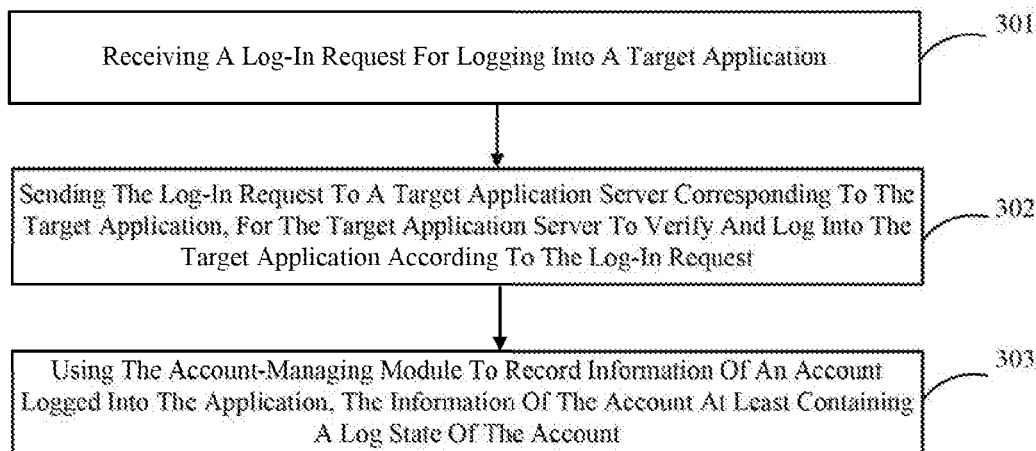 301
Receiving A Log-In Request For Logging Into A Target Application
Sending The Log-In Request To A Target Application Server Corresponding To The
Target Application, For The Target Application Server To Verify And Log Into The
Target Application According To The Log-In Request
302
Using The Account-Managing Module To Record Information Of An Account
Logged Into The Application, The Information Of The Account At Least Containing
A Log State Of The Account
303